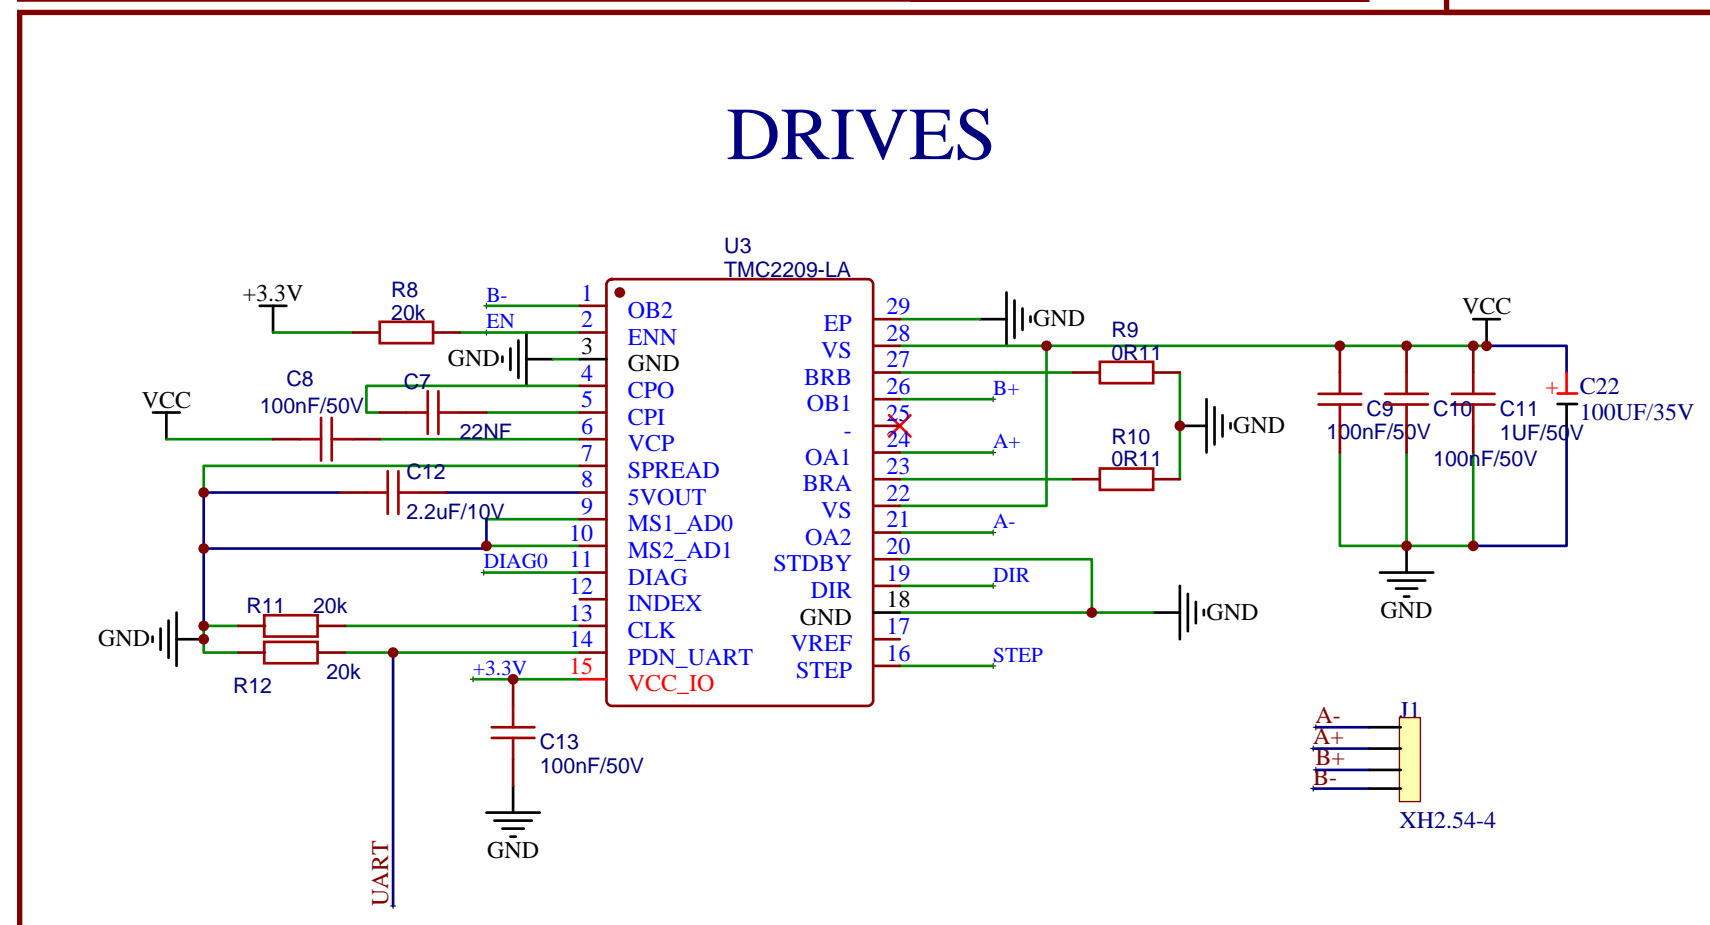 DRIVES
U3
TMC2209-LA
+3.3V
R8
20k
B-
EN
GND
C8
100nF/50V
C7
22NF
VCC
C12
2.2uF/10V
DIAG0
R11 20k
GND
R12 20k
+3.3V
C13
100nF/50V
GND
UART
1 OB2
2 ENN
3 GND
4 CPO
5 CPI
6 VCP
7 SPREAD
8 5VOUT
9 MS1_AD0
10 MS2_AD1
11 DIAG
12 INDEX
13 CLK
14 PDN_UART
15 VCC_IO
EP 29
VS 28
BRB 27
OB1 26
- 25
OA1 24
BRA 23
VS 22
OA2 21
STDBY 20
DIR 19
GND 18
VREF 17
STEP 16
GND
R9
0R11
B+
A+
R10
0R11
GND
A-
DIR
GND
STEP
VCC
C9
100nF/50V
C10
100nF/50V
C11
1UF/50V
+
C22
100UF/35V
GND
J1
A-
A+
B+
B-
XH2.54-4